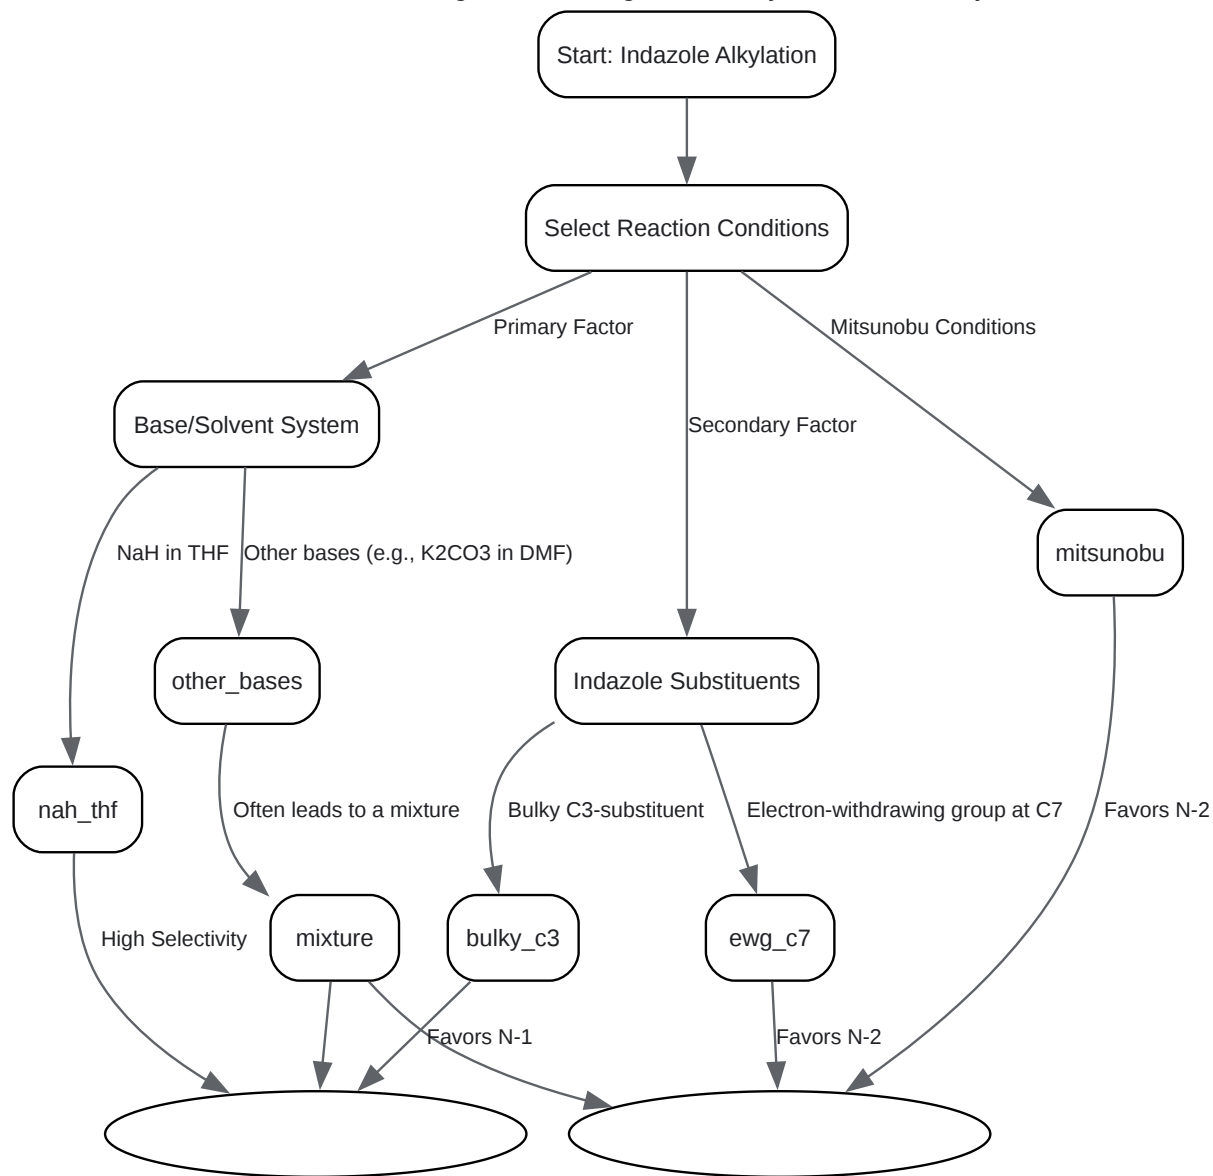 Start: Indazole Alkylation
Select Reaction Conditions
Primary Factor
Mitsunobu Conditions
Base/Solvent System
Secondary Factor
NaH in THF
Other bases (e.g., K2CO3 in DMF)
mitsunobu
other_bases
Indazole Substituents
nah_thf
Often leads to a mixture
Bulky C3-substituent
Electron-withdrawing group at C7
Favors N-2
High Selectivity
mixture
bulky_c3
ewg_c7
Favors N-1
Favors N-2